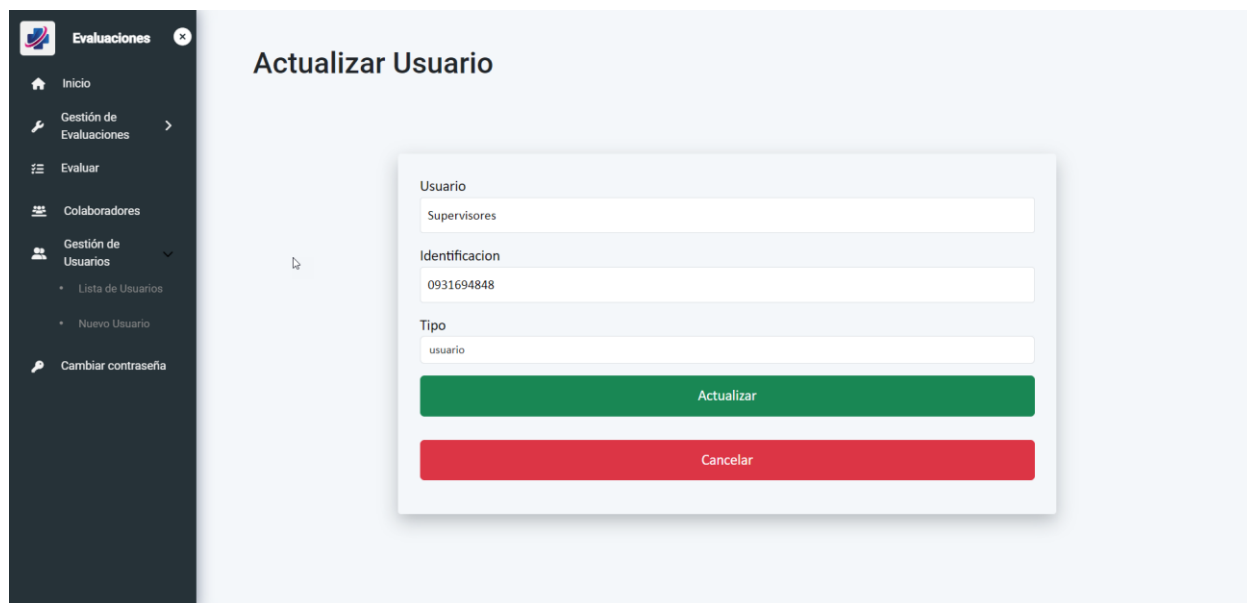 Evaluaciones
Inicio
Gestión de
Evaluaciones
Evaluar
Colaboradores
Gestión de
Usuarios
Lista de Usuarios
Nuevo Usuario
Cambiar contraseña
Actualizar Usuario
Usuario
Supervisores
Identificacion
0931694848
Tipo
usuario
Actualizar
Cancelar